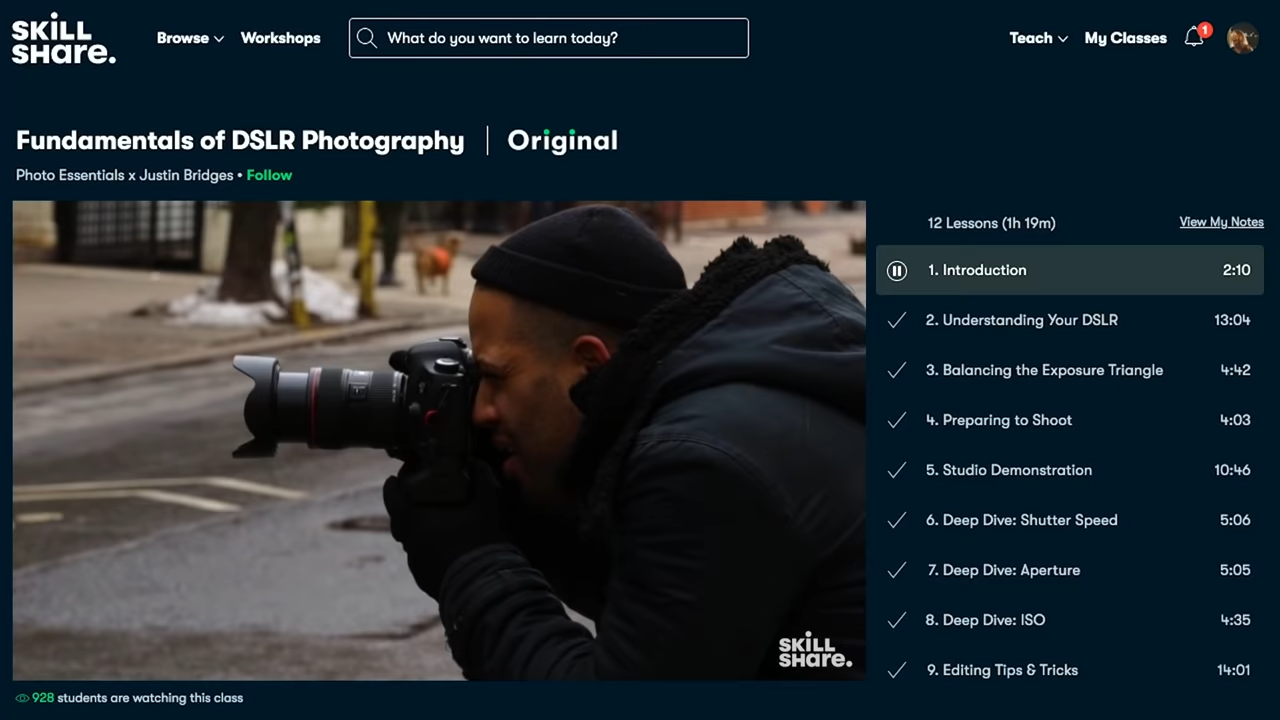 SKiLL
SHare.
Browse
Workshops
What do you want to learn today?
Teach
My Classes
1
Fundamentals of DSLR Photography | Original
Photo Essentials x Justin Bridges • Follow
12 Lessons (1h 19m)
View My Notes
1. Introduction 2:10
2. Understanding Your DSLR 13:04
3. Balancing the Exposure Triangle 4:42
4. Preparing to Shoot 4:03
5. Studio Demonstration 10:46
6. Deep Dive: Shutter Speed 5:06
7. Deep Dive: Aperture 5:05
8. Deep Dive: ISO 4:35
9. Editing Tips & Tricks 14:01
SKiLL
SHare.
928 students are watching this class